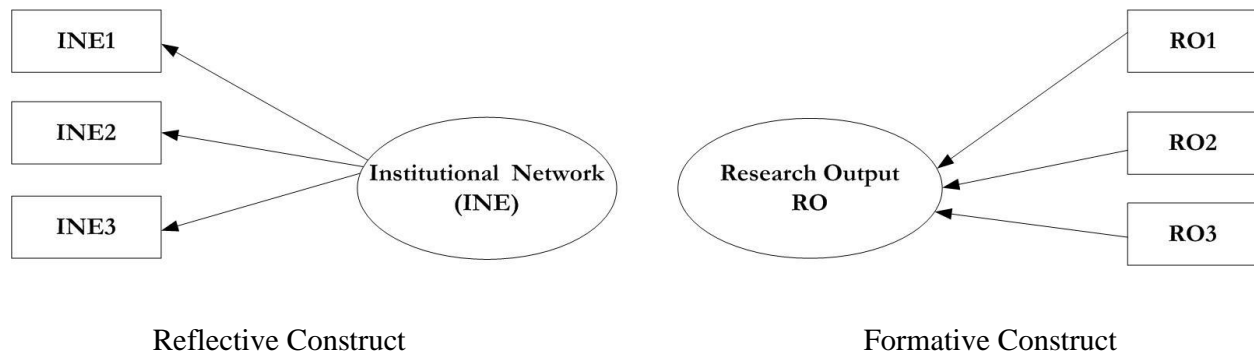 INE1
INE2
INE3
Institutional Network
(INE)
Research Output
RO
RO1
RO2
RO3
Reflective Construct
Formative Construct